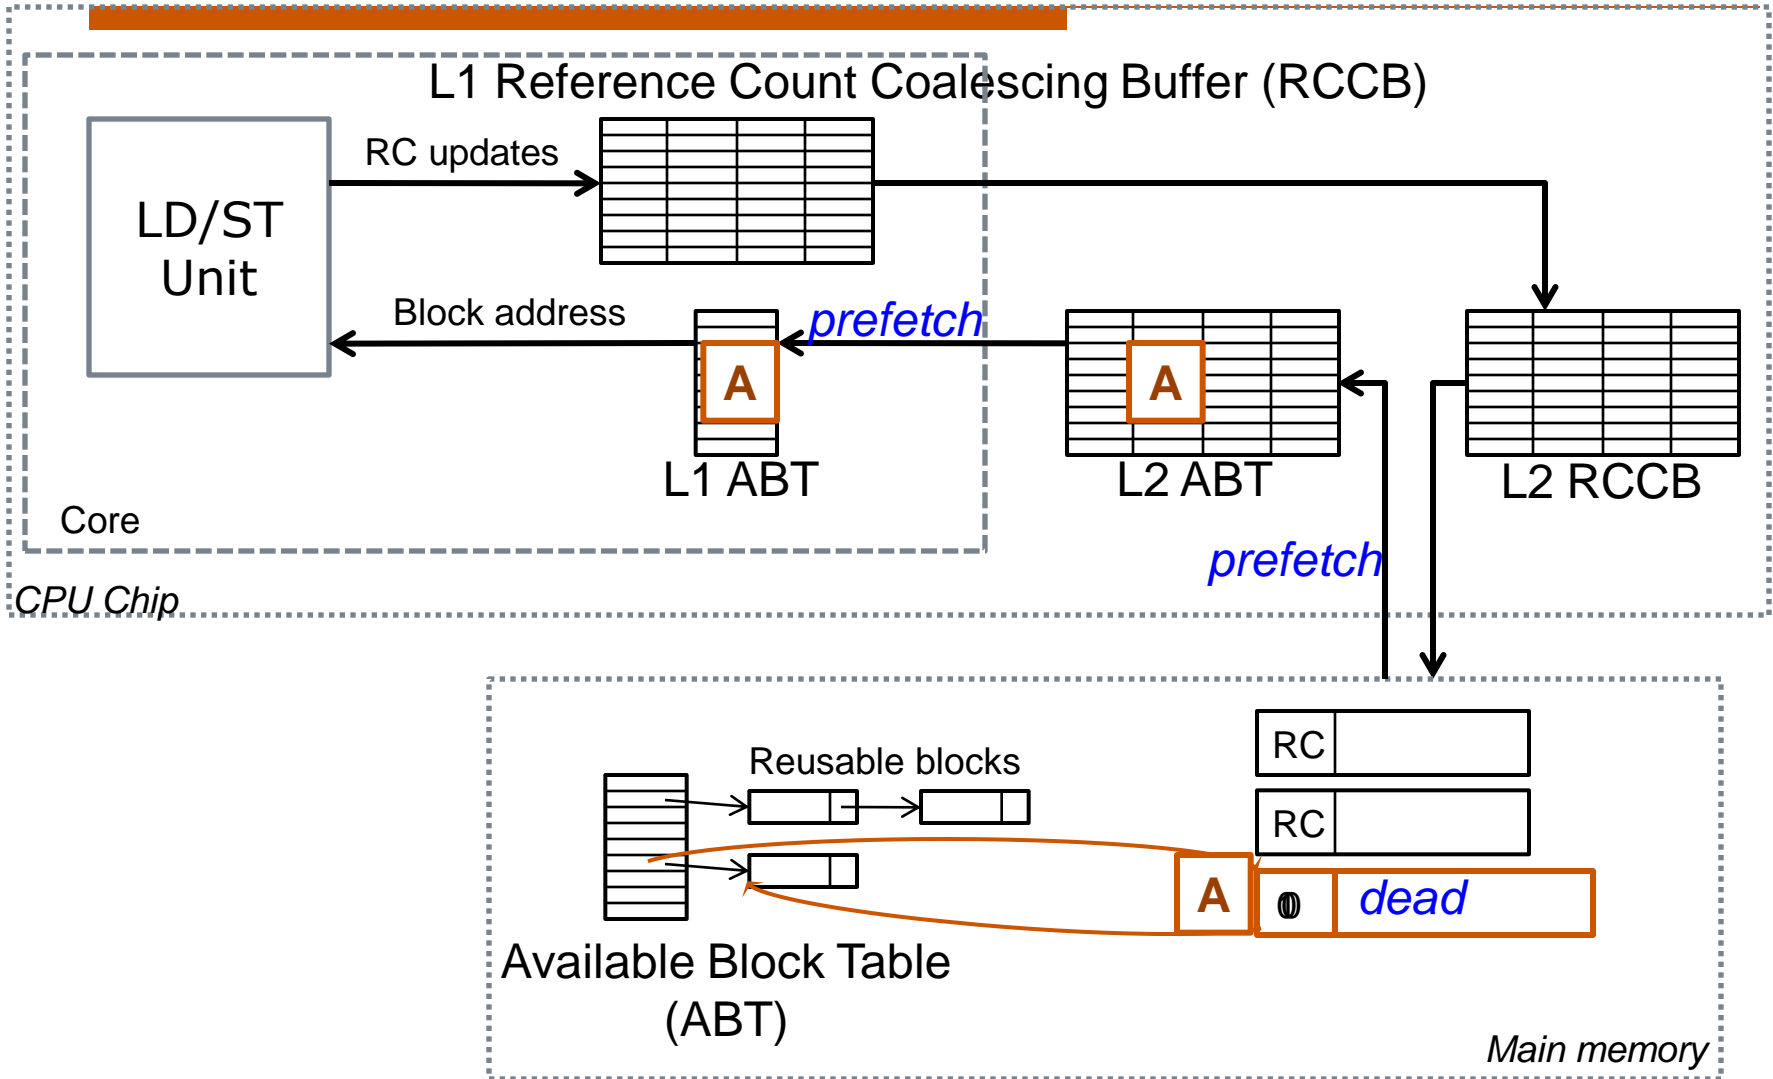 L1 Reference Count Coalescing Buffer (RCCB)
RC updates
LD/ST
Unit
Block address
prefetch
A
A
L1 ABT
L2 ABT
L2 RCCB
Core
prefetch
CPU Chip
RC
Reusable blocks
RC
A
dead
Available Block Table
(ABT)
Main memory